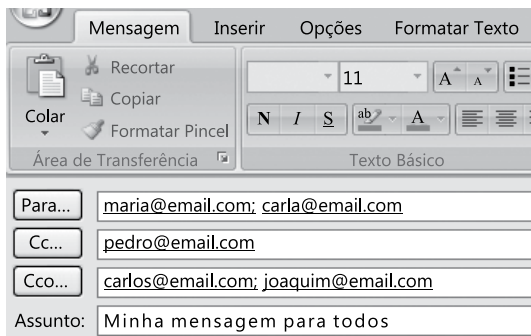 Mensagem Inserir Opções Formatar Texto
Recortar
Copiar
Formatar Pincel
Colar
11 A A
N I S ab A
Área de Transferência Texto Básico
Para... maria@email.com; carla@email.com
Cc... pedro@email.com
Cco... carlos@email.com; joaquim@email.com
Assunto: Minha mensagem para todos